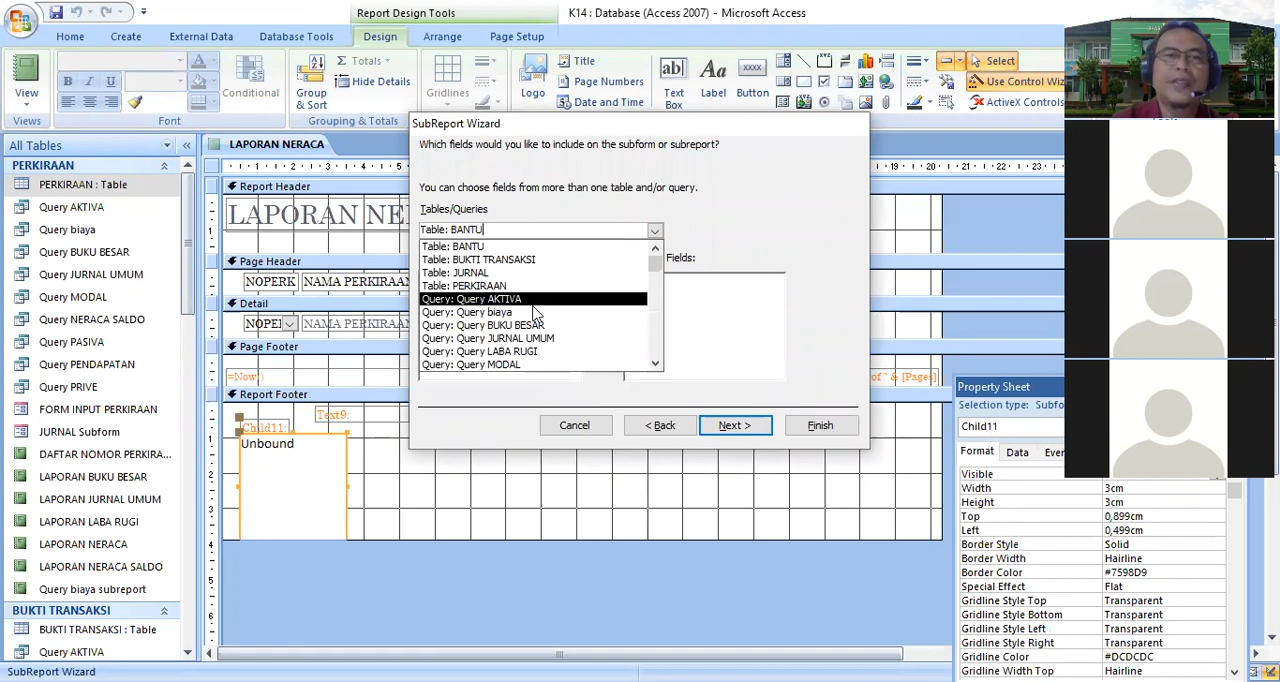 Report Design Tools
K14 : Database (Access 2007) - Microsoft Access
Home
Create
External Data
Database Tools
Design
Arrange
Page Setup
View
Views
B
I
U
A
Font
Conditional
Group
& Sort
Σ Totals
Hide Details
Grouping & Totals
Gridlines
Logo
Title
Page Numbers
Date and Time
ab|
Text
Box
Aa
Label
XXXX
Button
Select
Use Control Wiz
ActiveX Controls
All Tables
PERKIRAAN
PERKIRAAN : Table
Query AKTIVA
Query biaya
Query BUKU BESAR
Query JURNAL UMUM
Query MODAL
Query NERACA SALDO
Query PASIVA
Query PENDAPATAN
Query PRIVE
FORM INPUT PERKIRAAN
JURNAL Subform
DAFTAR NOMOR PERKIRA...
LAPORAN BUKU BESAR
LAPORAN JURNAL UMUM
LAPORAN LABA RUGI
LAPORAN NERACA
LAPORAN NERACA SALDO
Query biaya subreport
BUKTI TRANSAKSI
BUKTI TRANSAKSI : Table
Query AKTIVA
LAPORAN NERACA
Report Header
LAPORAN NE
Page Header
NOPERK
NAMA PERKIRAAN
Detail
NOPE
NAMA PERKIRAAN
Page Footer
=Now()
of " & [Pages]
Report Footer
Text9:
Child11:
Unbound
SubReport Wizard
Which fields would you like to include on the subform or subreport?
You can choose fields from more than one table and/or query.
Tables/Queries
Table: BANTU
Table: BANTU
Table: BUKTI TRANSAKSI
Table: JURNAL
Table: PERKIRAAN
Query: Query AKTIVA
Query: Query biaya
Query: Query BUKU BESAR
Query: Query JURNAL UMUM
Query: Query LABA RUGI
Query: Query MODAL
Fields:
Cancel
< Back
Next >
Finish
Property Sheet
Selection type: Subfo
Child11
Format
Data
Even
Visible
Width 3cm
Height 3cm
Top 0,899cm
Left 0,499cm
Border Style Solid
Border Width Hairline
Border Color #7598D9
Special Effect Flat
Gridline Style Top Transparent
Gridline Style Bottom Transparent
Gridline Style Left Transparent
Gridline Style Right Transparent
Gridline Color #DCDCDC
Gridline Width Top Hairline
SubReport Wizard